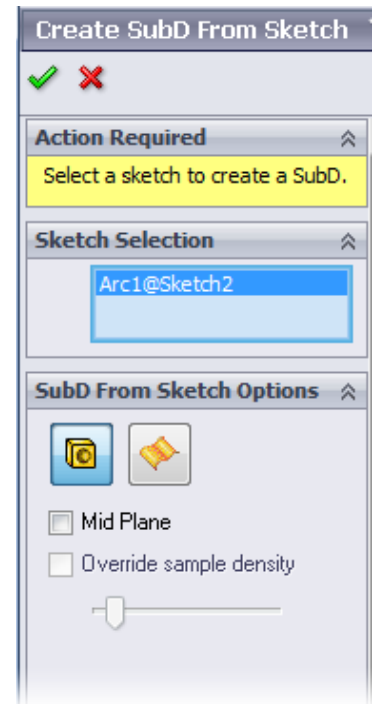 Create SubD From Sketch
Action Required
Select a sketch to create a SubD.
Sketch Selection
Arc1@Sketch2
SubD From Sketch Options
Mid Plane
Override sample density